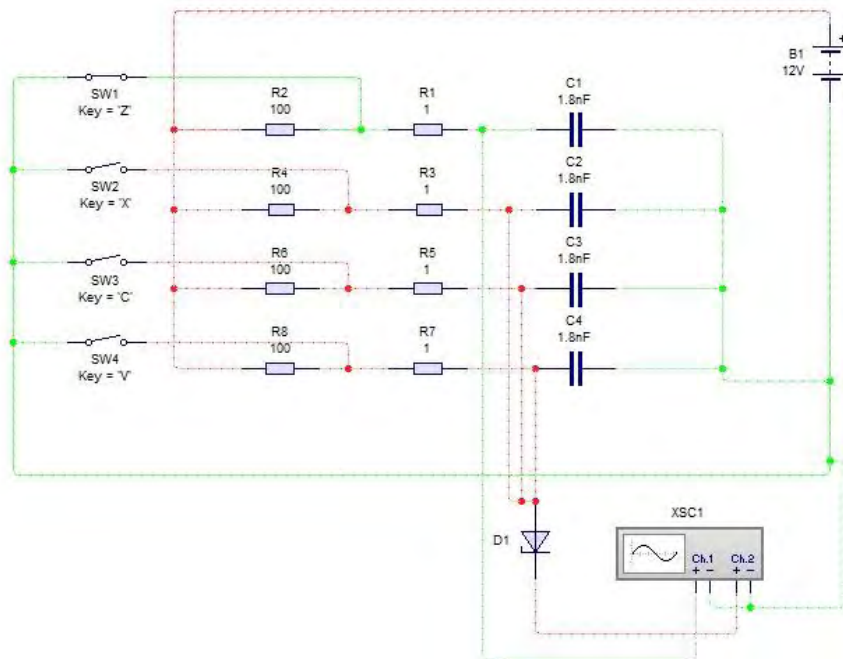 B1
12V
SW1
Key = 'Z'
R2
100
R1
1
C1
1.8nF
SW2
Key = 'X'
R4
100
R3
1
C2
1.8nF
SW3
Key = 'C'
R6
100
R5
1
C3
1.8nF
SW4
Key = 'V'
R8
100
R7
1
C4
1.8nF
D1
XSC1
Ch.1 Ch.2
+ − + −